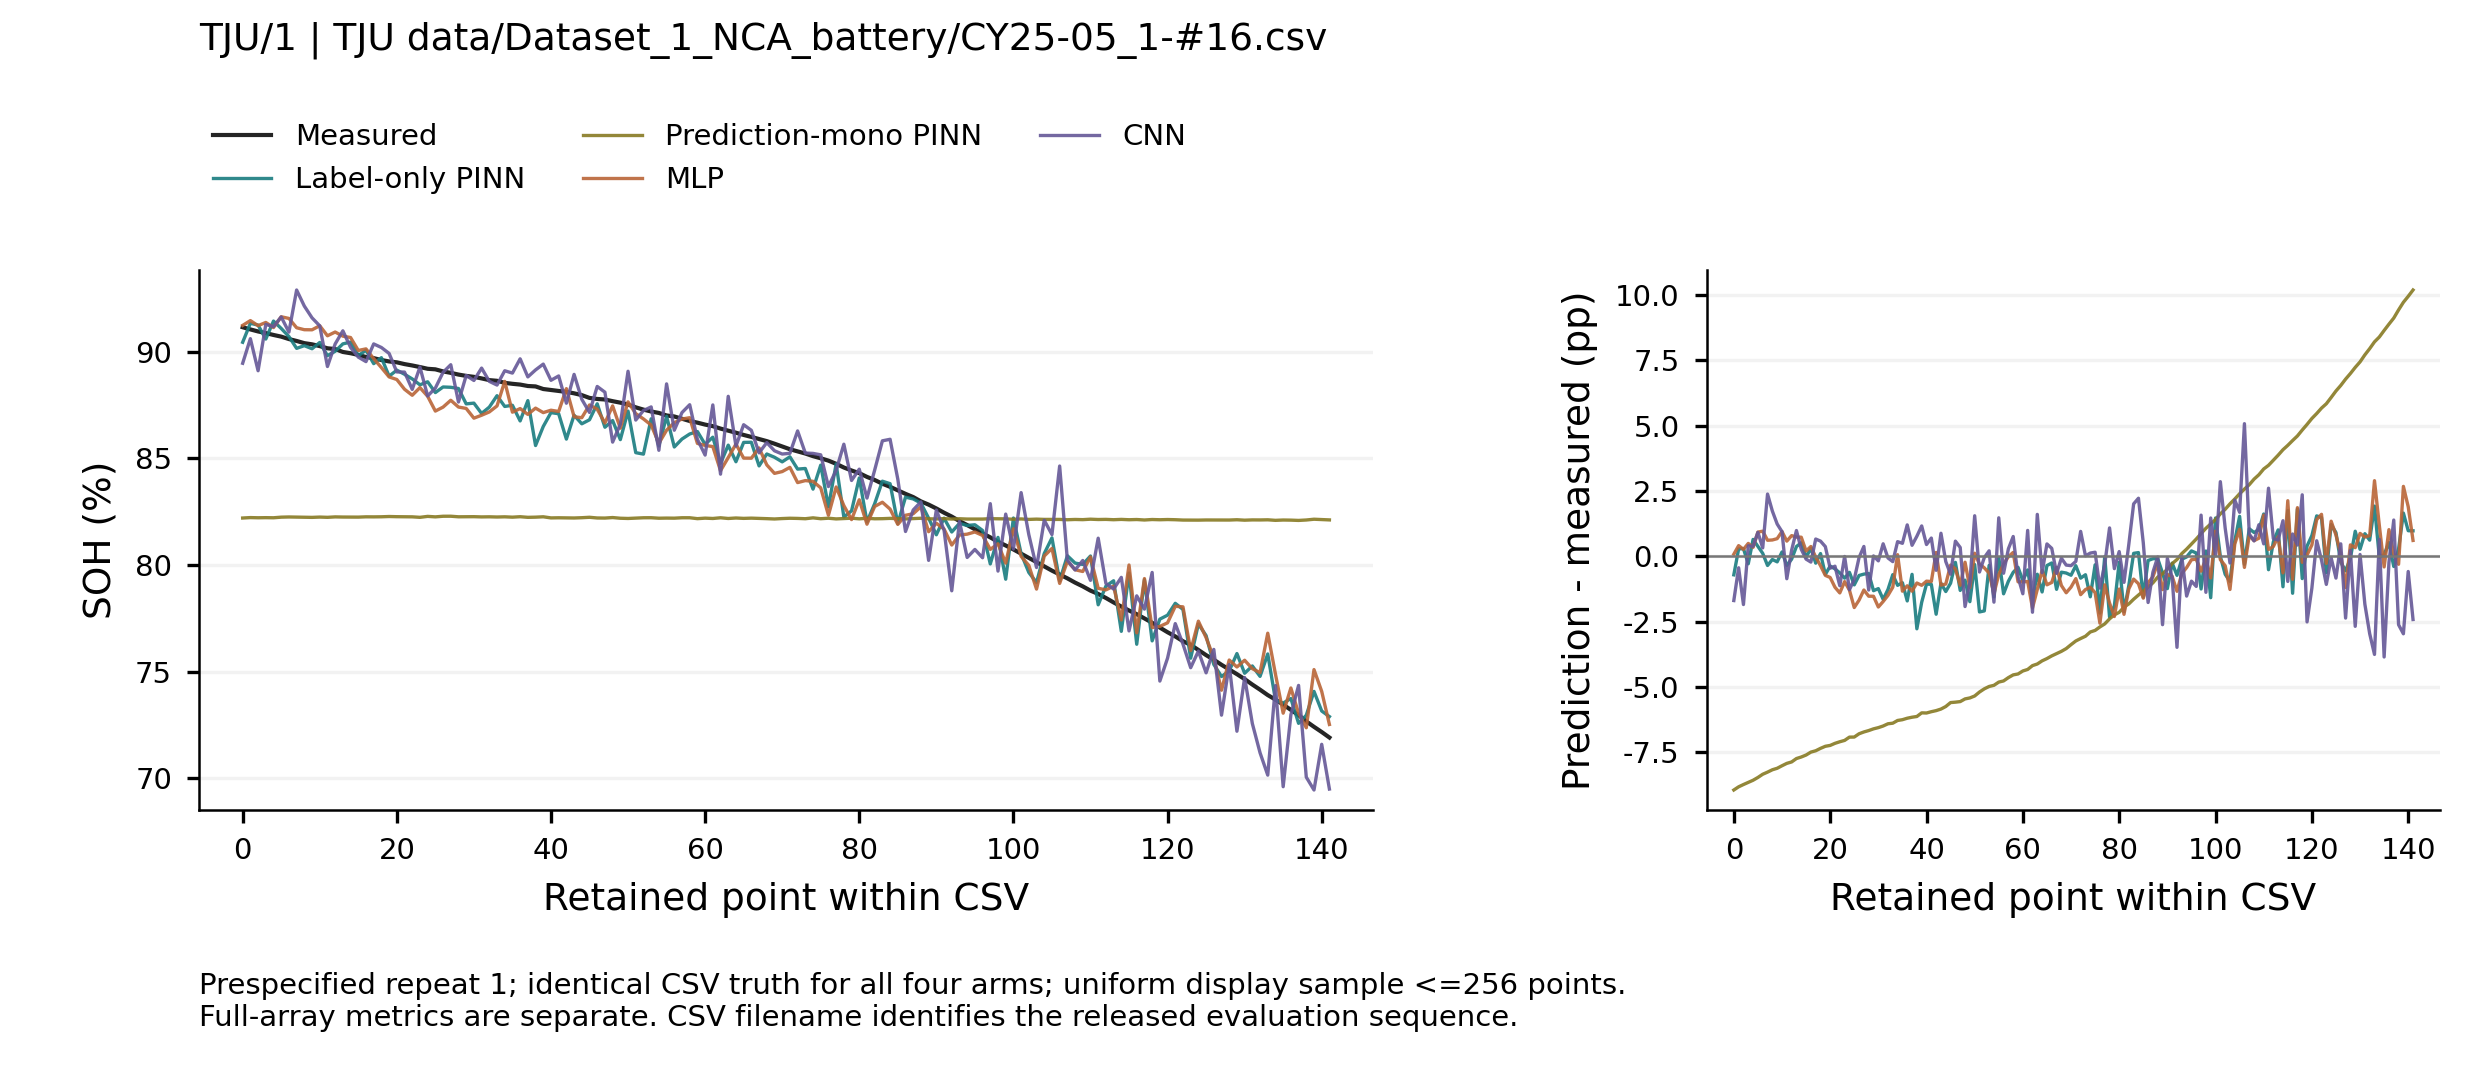 TJU/1 | TJU data/Dataset_1_NCA_battery/CY25-05_1-#16.csv
Measured
Label-only PINN
Prediction-mono PINN
MLP
CNN
SOH (%)
90
85
80
75
70
0 20 40 60 80 100 120 140
Retained point within CSV
Prediction - measured (pp)
10.0
7.5
5.0
2.5
0.0
-2.5
-5.0
-7.5
0 20 40 60 80 100 120 140
Retained point within CSV
Prespecified repeat 1; identical CSV truth for all four arms; uniform display sample <=256 points.
Full-array metrics are separate. CSV filename identifies the released evaluation sequence.